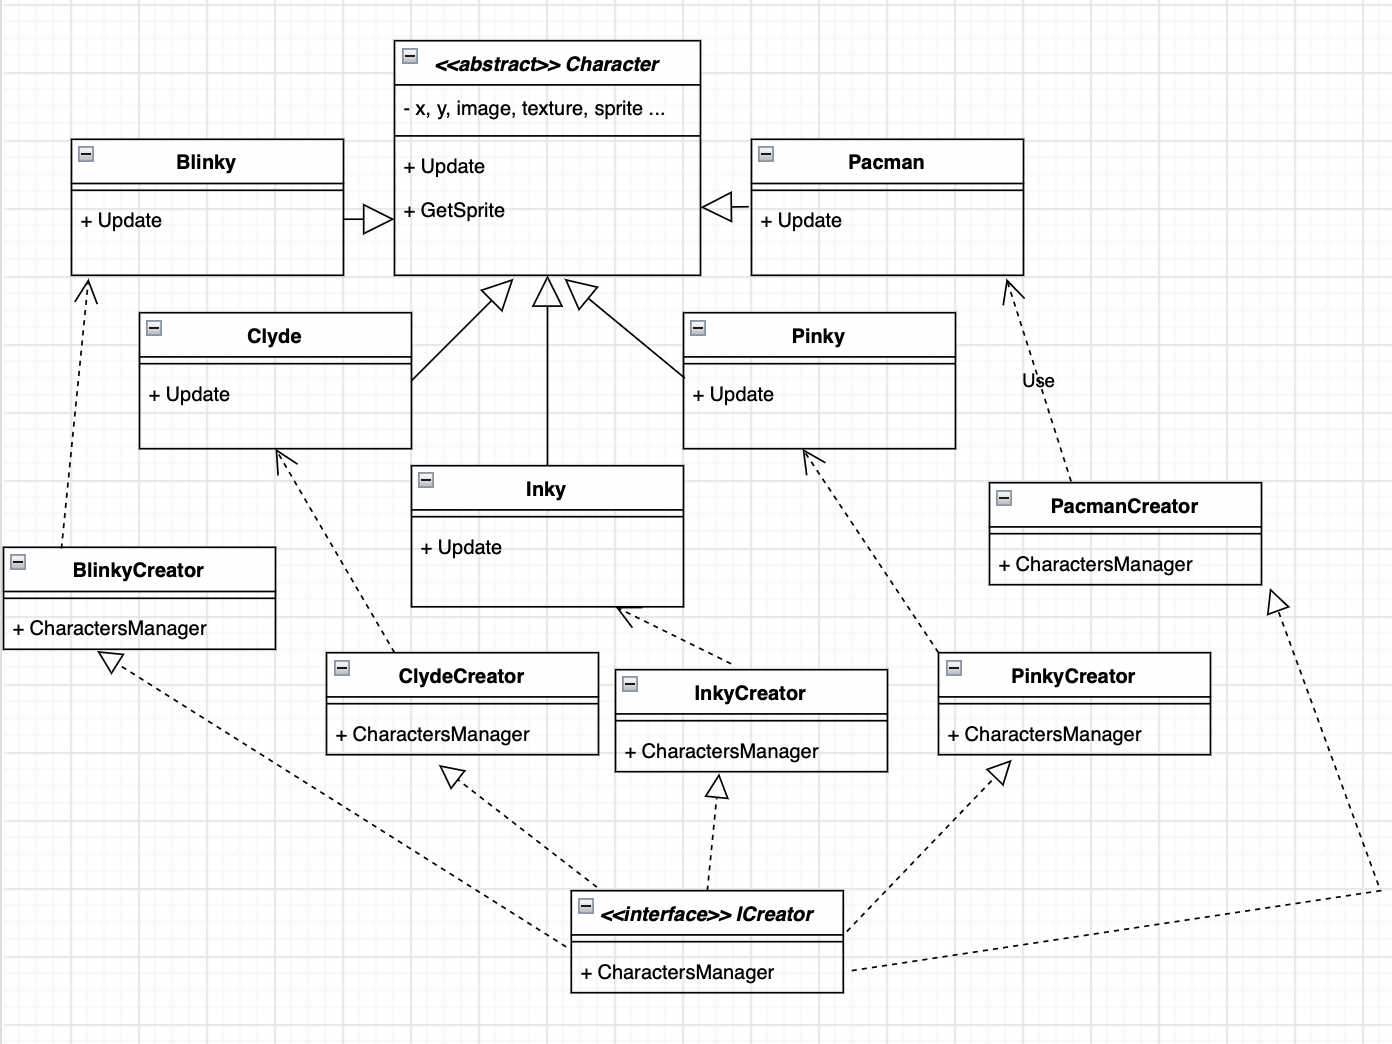 <<abstract>> Character
- x, y, image, texture, sprite ...
+ Update
+ GetSprite
Blinky
+ Update
Pacman
+ Update
Clyde
+ Update
Pinky
+ Update
Use
Inky
+ Update
PacmanCreator
+ CharactersManager
BlinkyCreator
+ CharactersManager
ClydeCreator
+ CharactersManager
InkyCreator
+ CharactersManager
PinkyCreator
+ CharactersManager
<<interface>> ICreator
+ CharactersManager